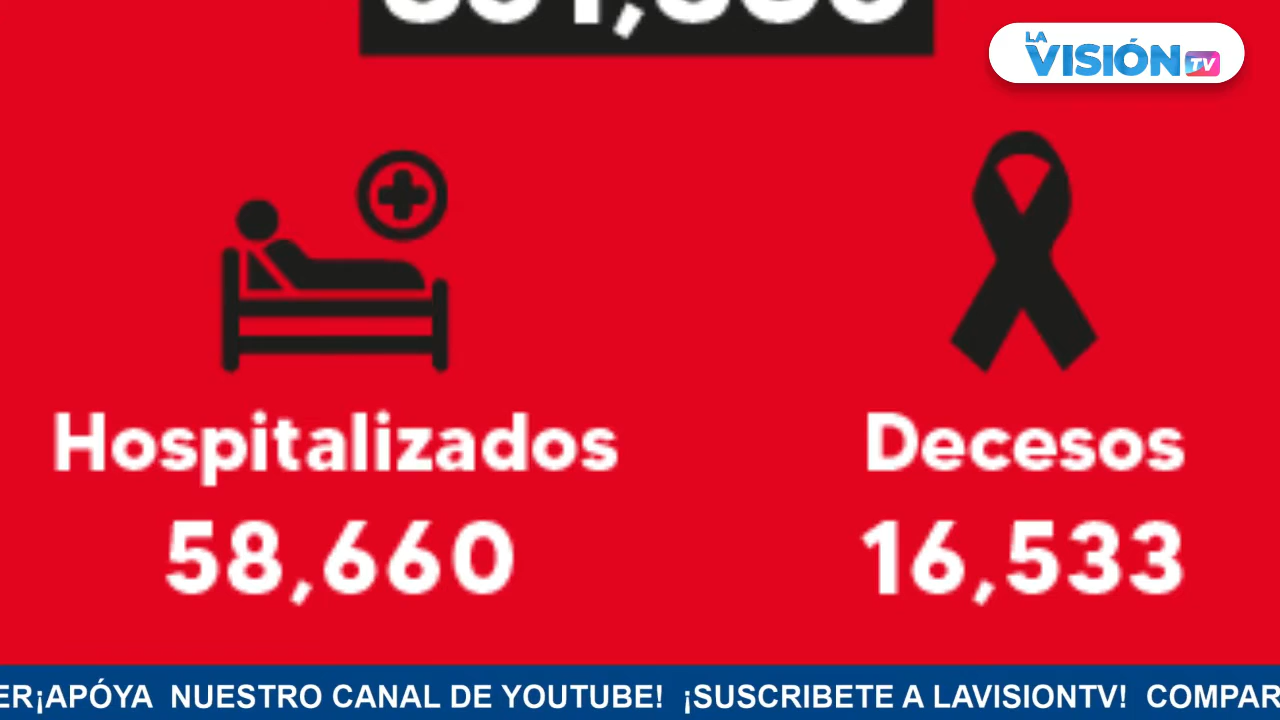 LA
VISIÓN TV
Hospitalizados
Decesos
58,660
16,533
¡APÓYA NUESTRO CANAL DE YOUTUBE! ¡SUSCRIBETE A LAVISIONTV!